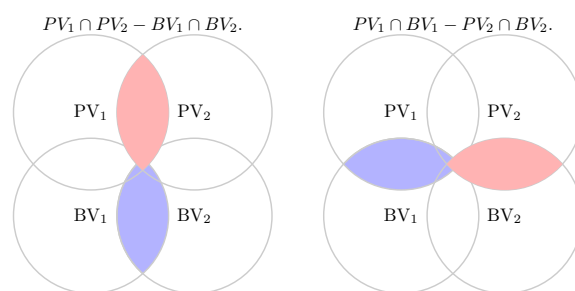 PV₁ ∩ PV₂ − BV₁ ∩ BV₂.
PV₁ PV₂
BV₁ BV₂
PV₁ ∩ BV₁ − PV₂ ∩ BV₂.
PV₁ PV₂
BV₁ BV₂